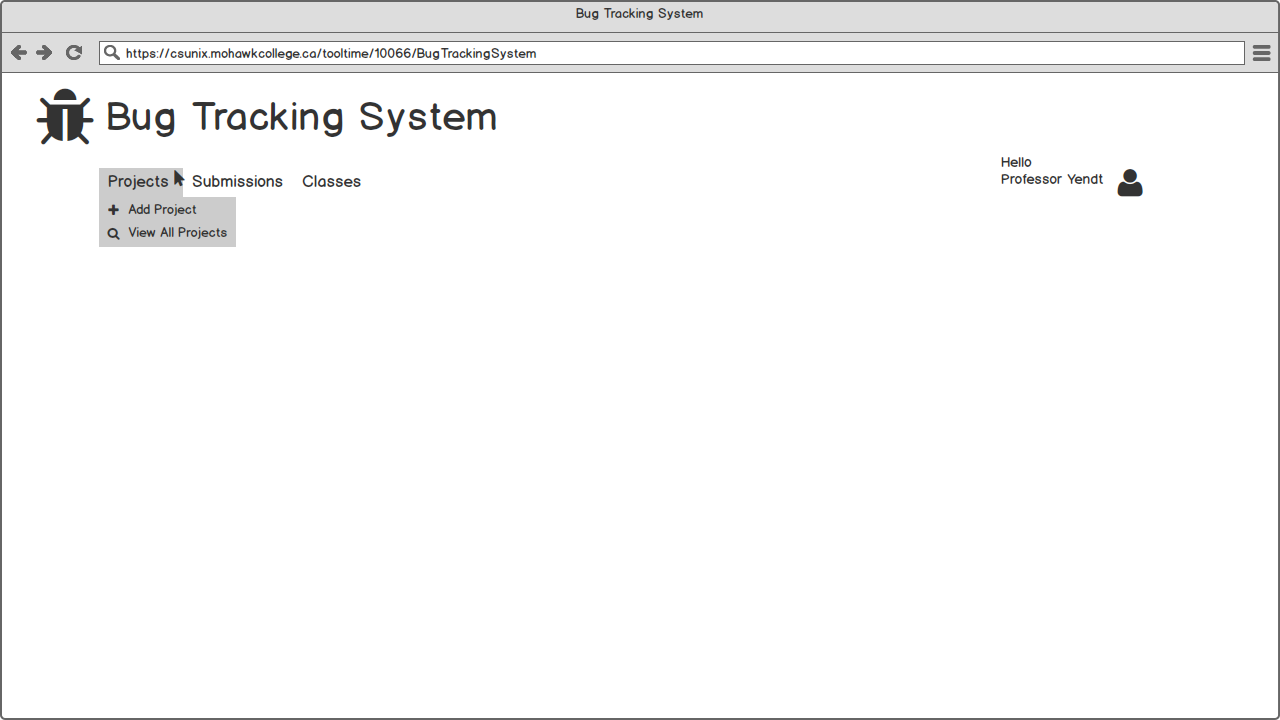 Bug Tracking System
https://csunix.mohawkcollege.ca/tooltime/10066/BugTrackingSystem
Bug Tracking System
Hello
Professor Yendt
Projects Submissions Classes
Add Project
View All Projects